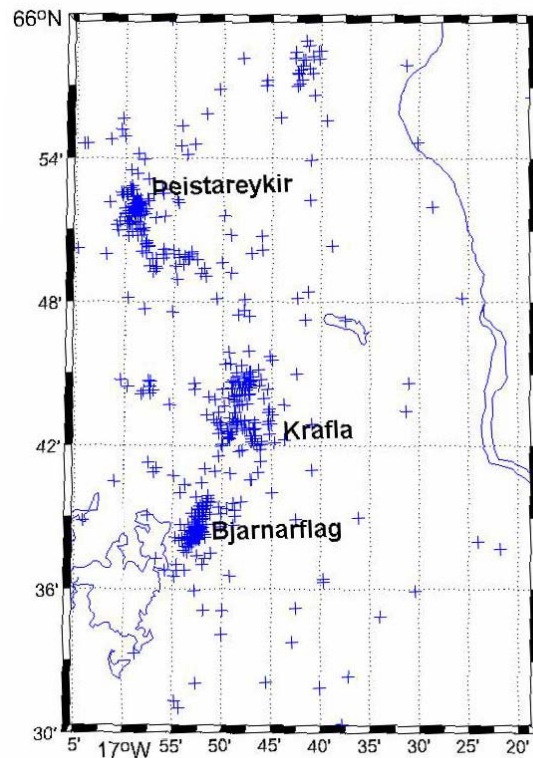 66°N
54'
Þeistareykir
48'
Krafla
42'
Bjarnarflag
36'
30'
5' 17°W 55' 50' 45' 40' 35' 30' 25' 20'